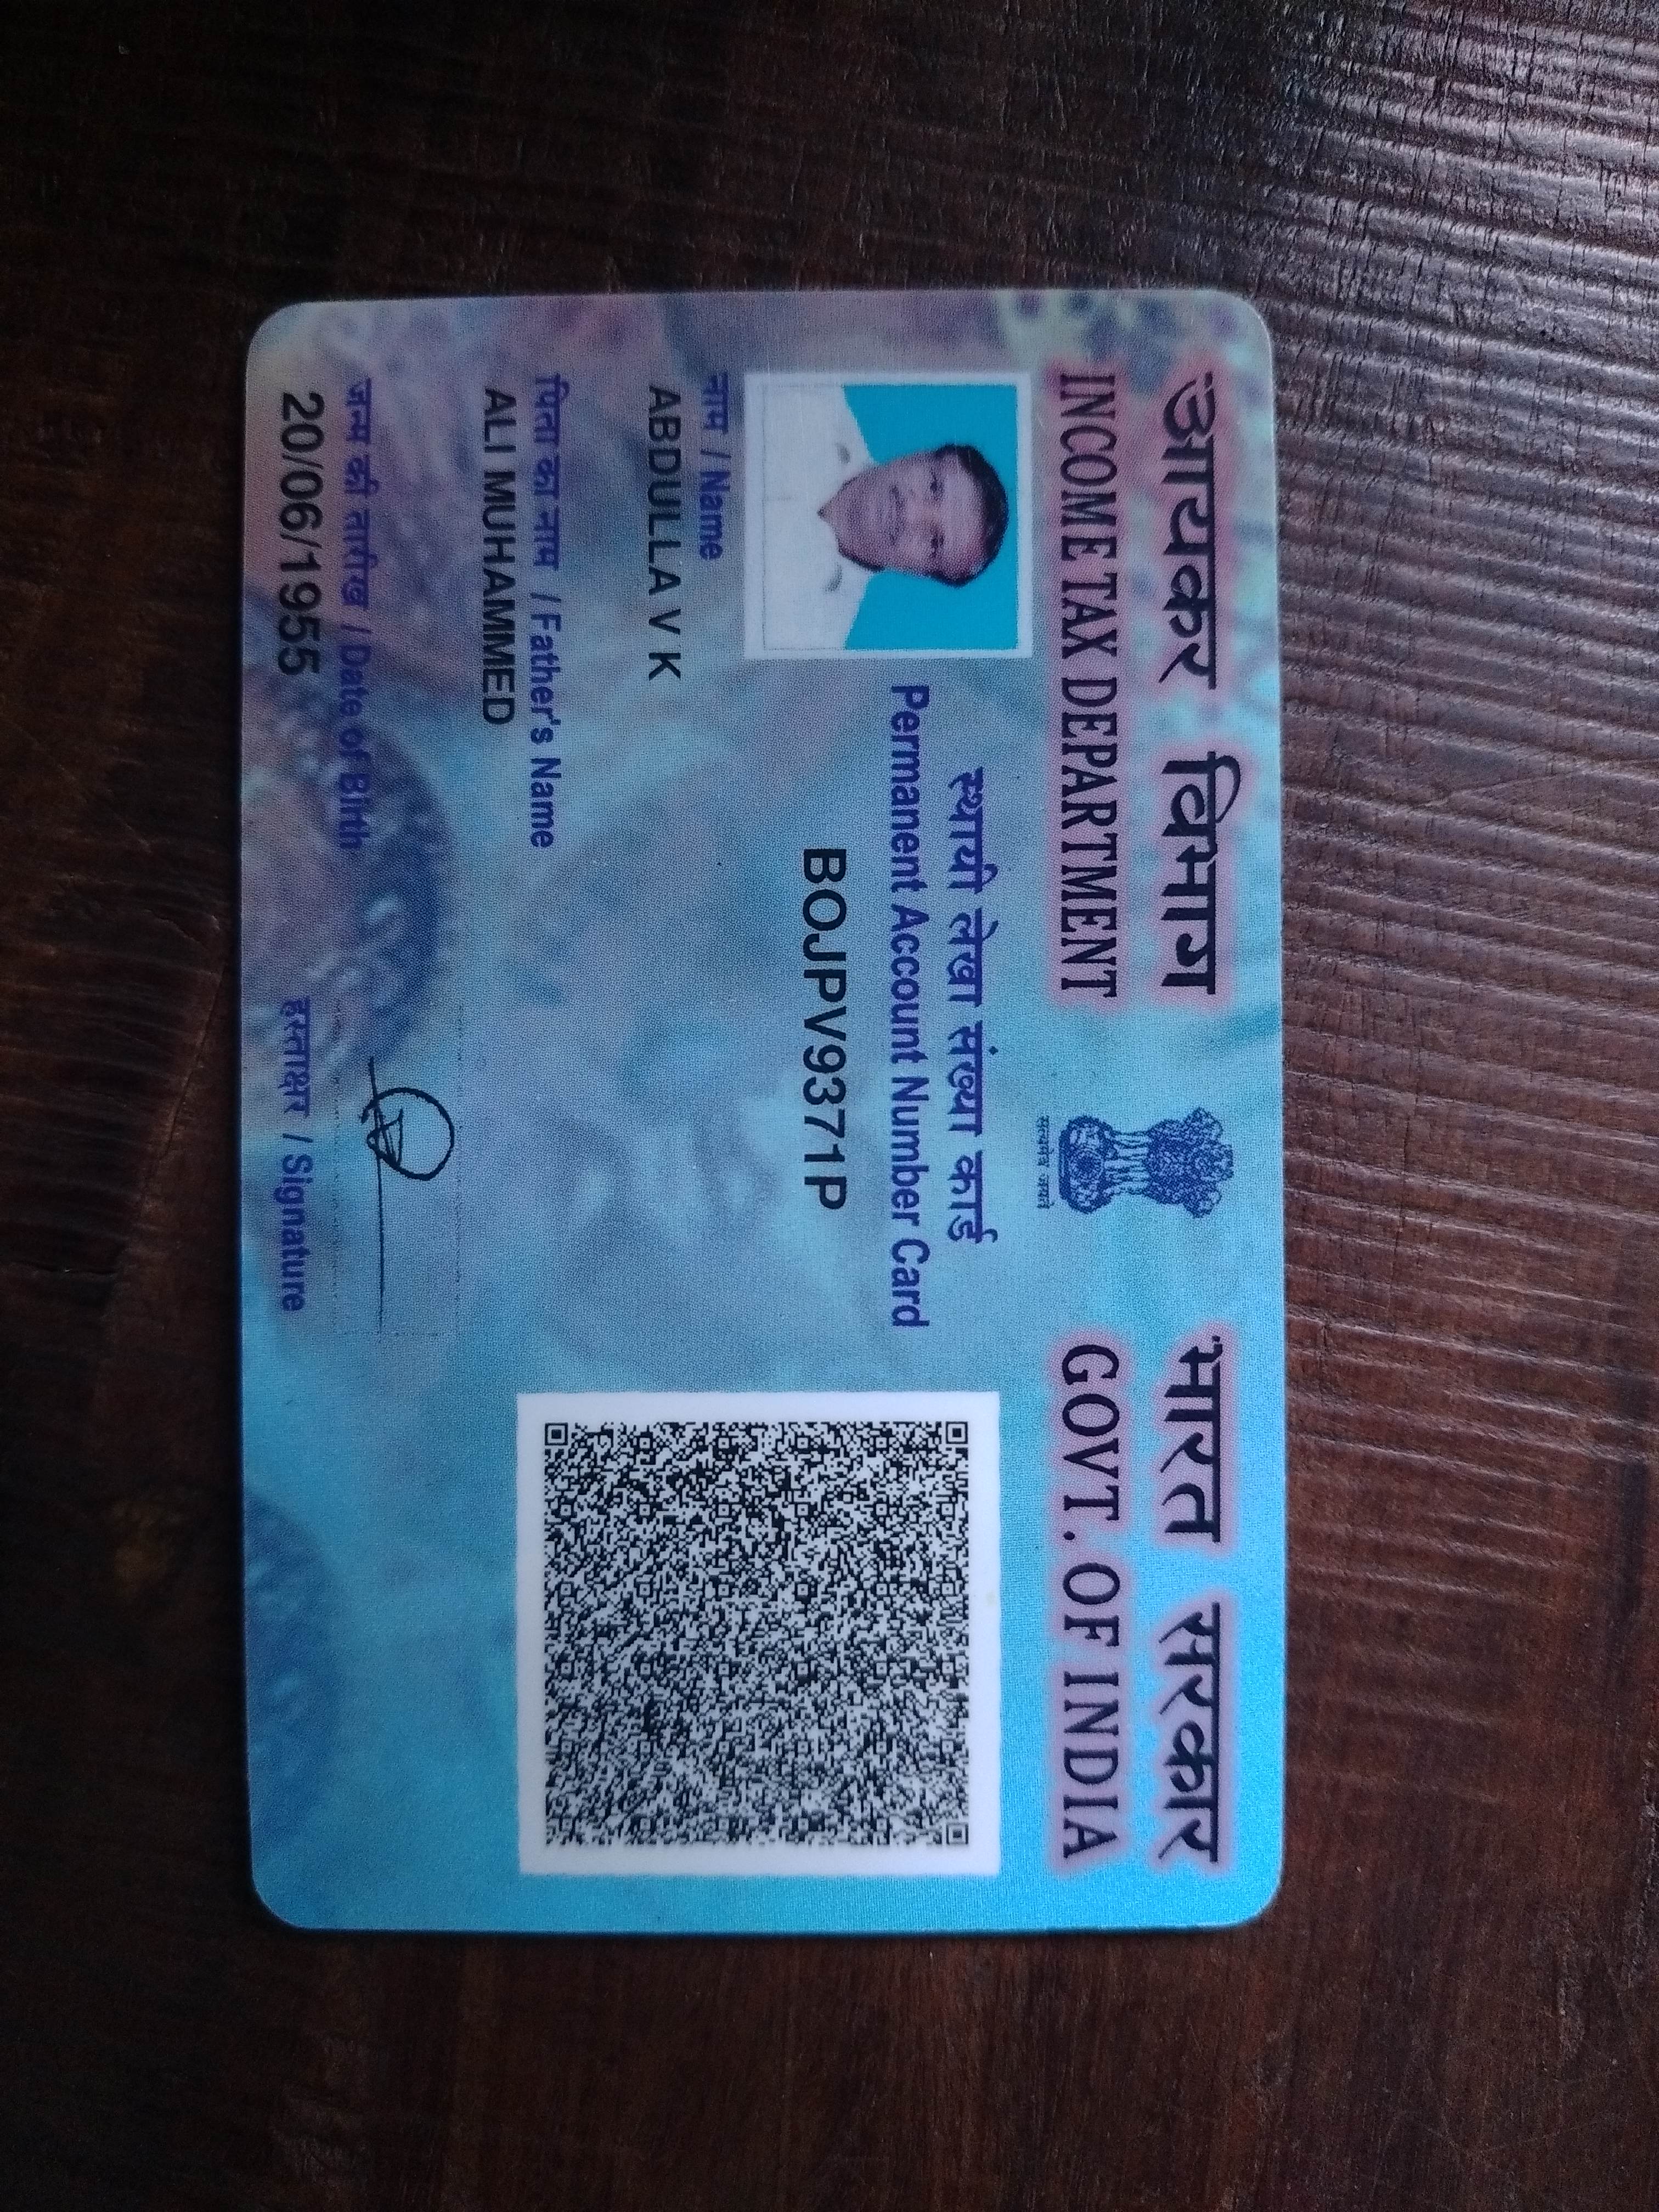 आयकर विभाग
INCOME TAX DEPARTMENT
सत्यमेव जयते
भारत सरकार
GOVT. OF INDIA
स्थायी लेखा संख्या कार्ड
Permanent Account Number Card
BOJPV9371P
नाम / Name
ABDULLA V K
पिता का नाम / Father's Name
ALI MUHAMMED
जन्म की तारीख / Date of Birth
20/06/1955
हस्ताक्षर / Signature